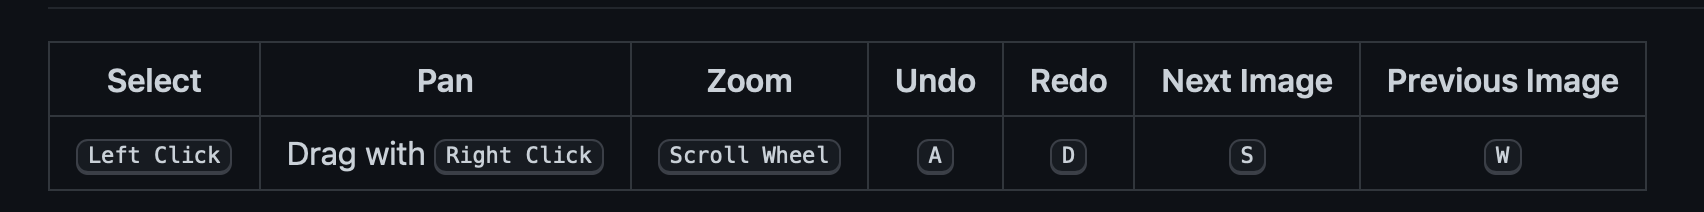 Select Pan Zoom Undo Redo Next Image Previous Image
Left Click Drag with Right Click Scroll Wheel A D S W